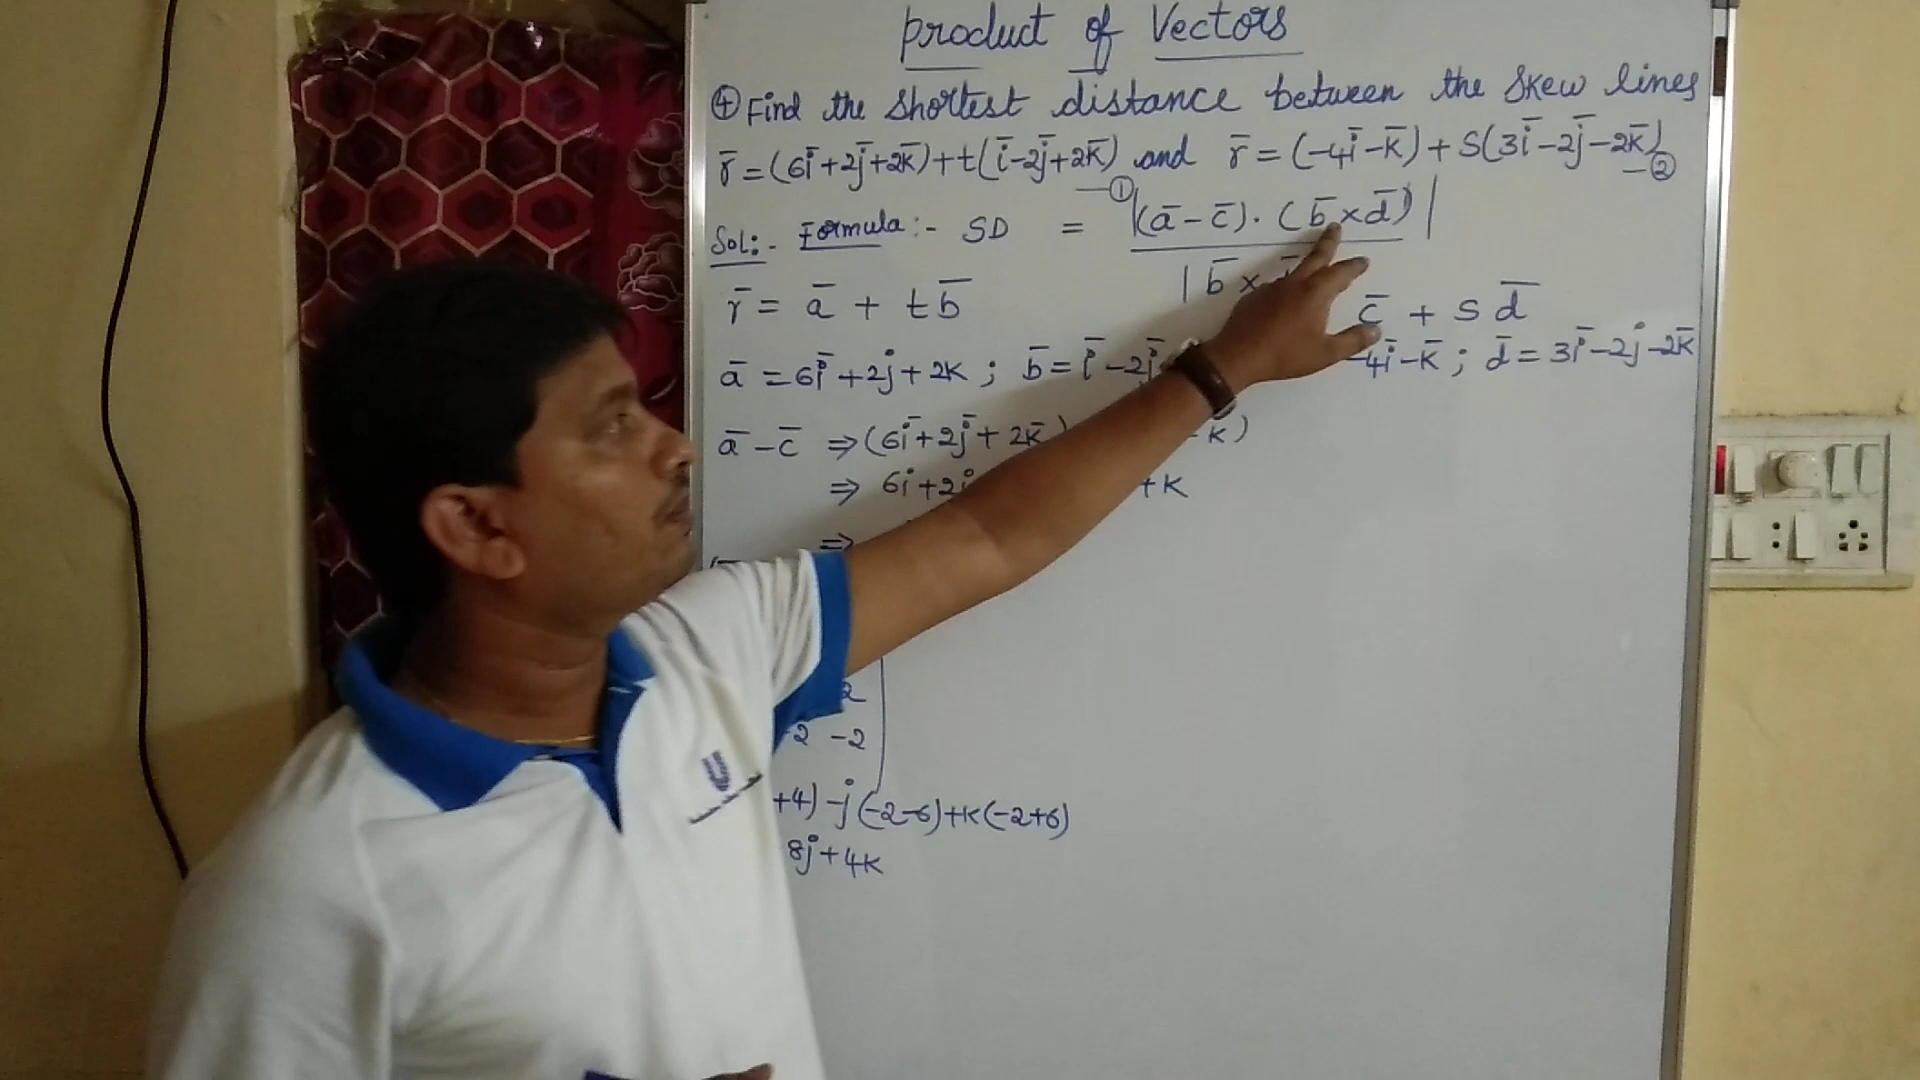 product of Vectors
④ Find the shortest distance between the skew lines
r̄ = (6ī+2j̄+2k̄)+t(ī-2j̄+2k̄) and r̄ = (-4ī-k̄)+s(3ī-2j̄-2k̄)
-① -②
Sol:- Formula:- SD = |(ā-c̄)·(b̄×d̄)|
|b̄×
r̄ = ā + t b̄ c̄ + s d̄
ā = 6ī+2j+2k ; b̄ = ī-2j̄ -4ī-k̄ ; d̄ = 3ī-2j-2k̄
ā-c̄ ⇒ (6ī+2j̄+2k̄) -k)
⇒ 6i+2j +k
⇒
2
2 -2
+4)-j(-2-6)+k(-2+6)
8j+4k
U